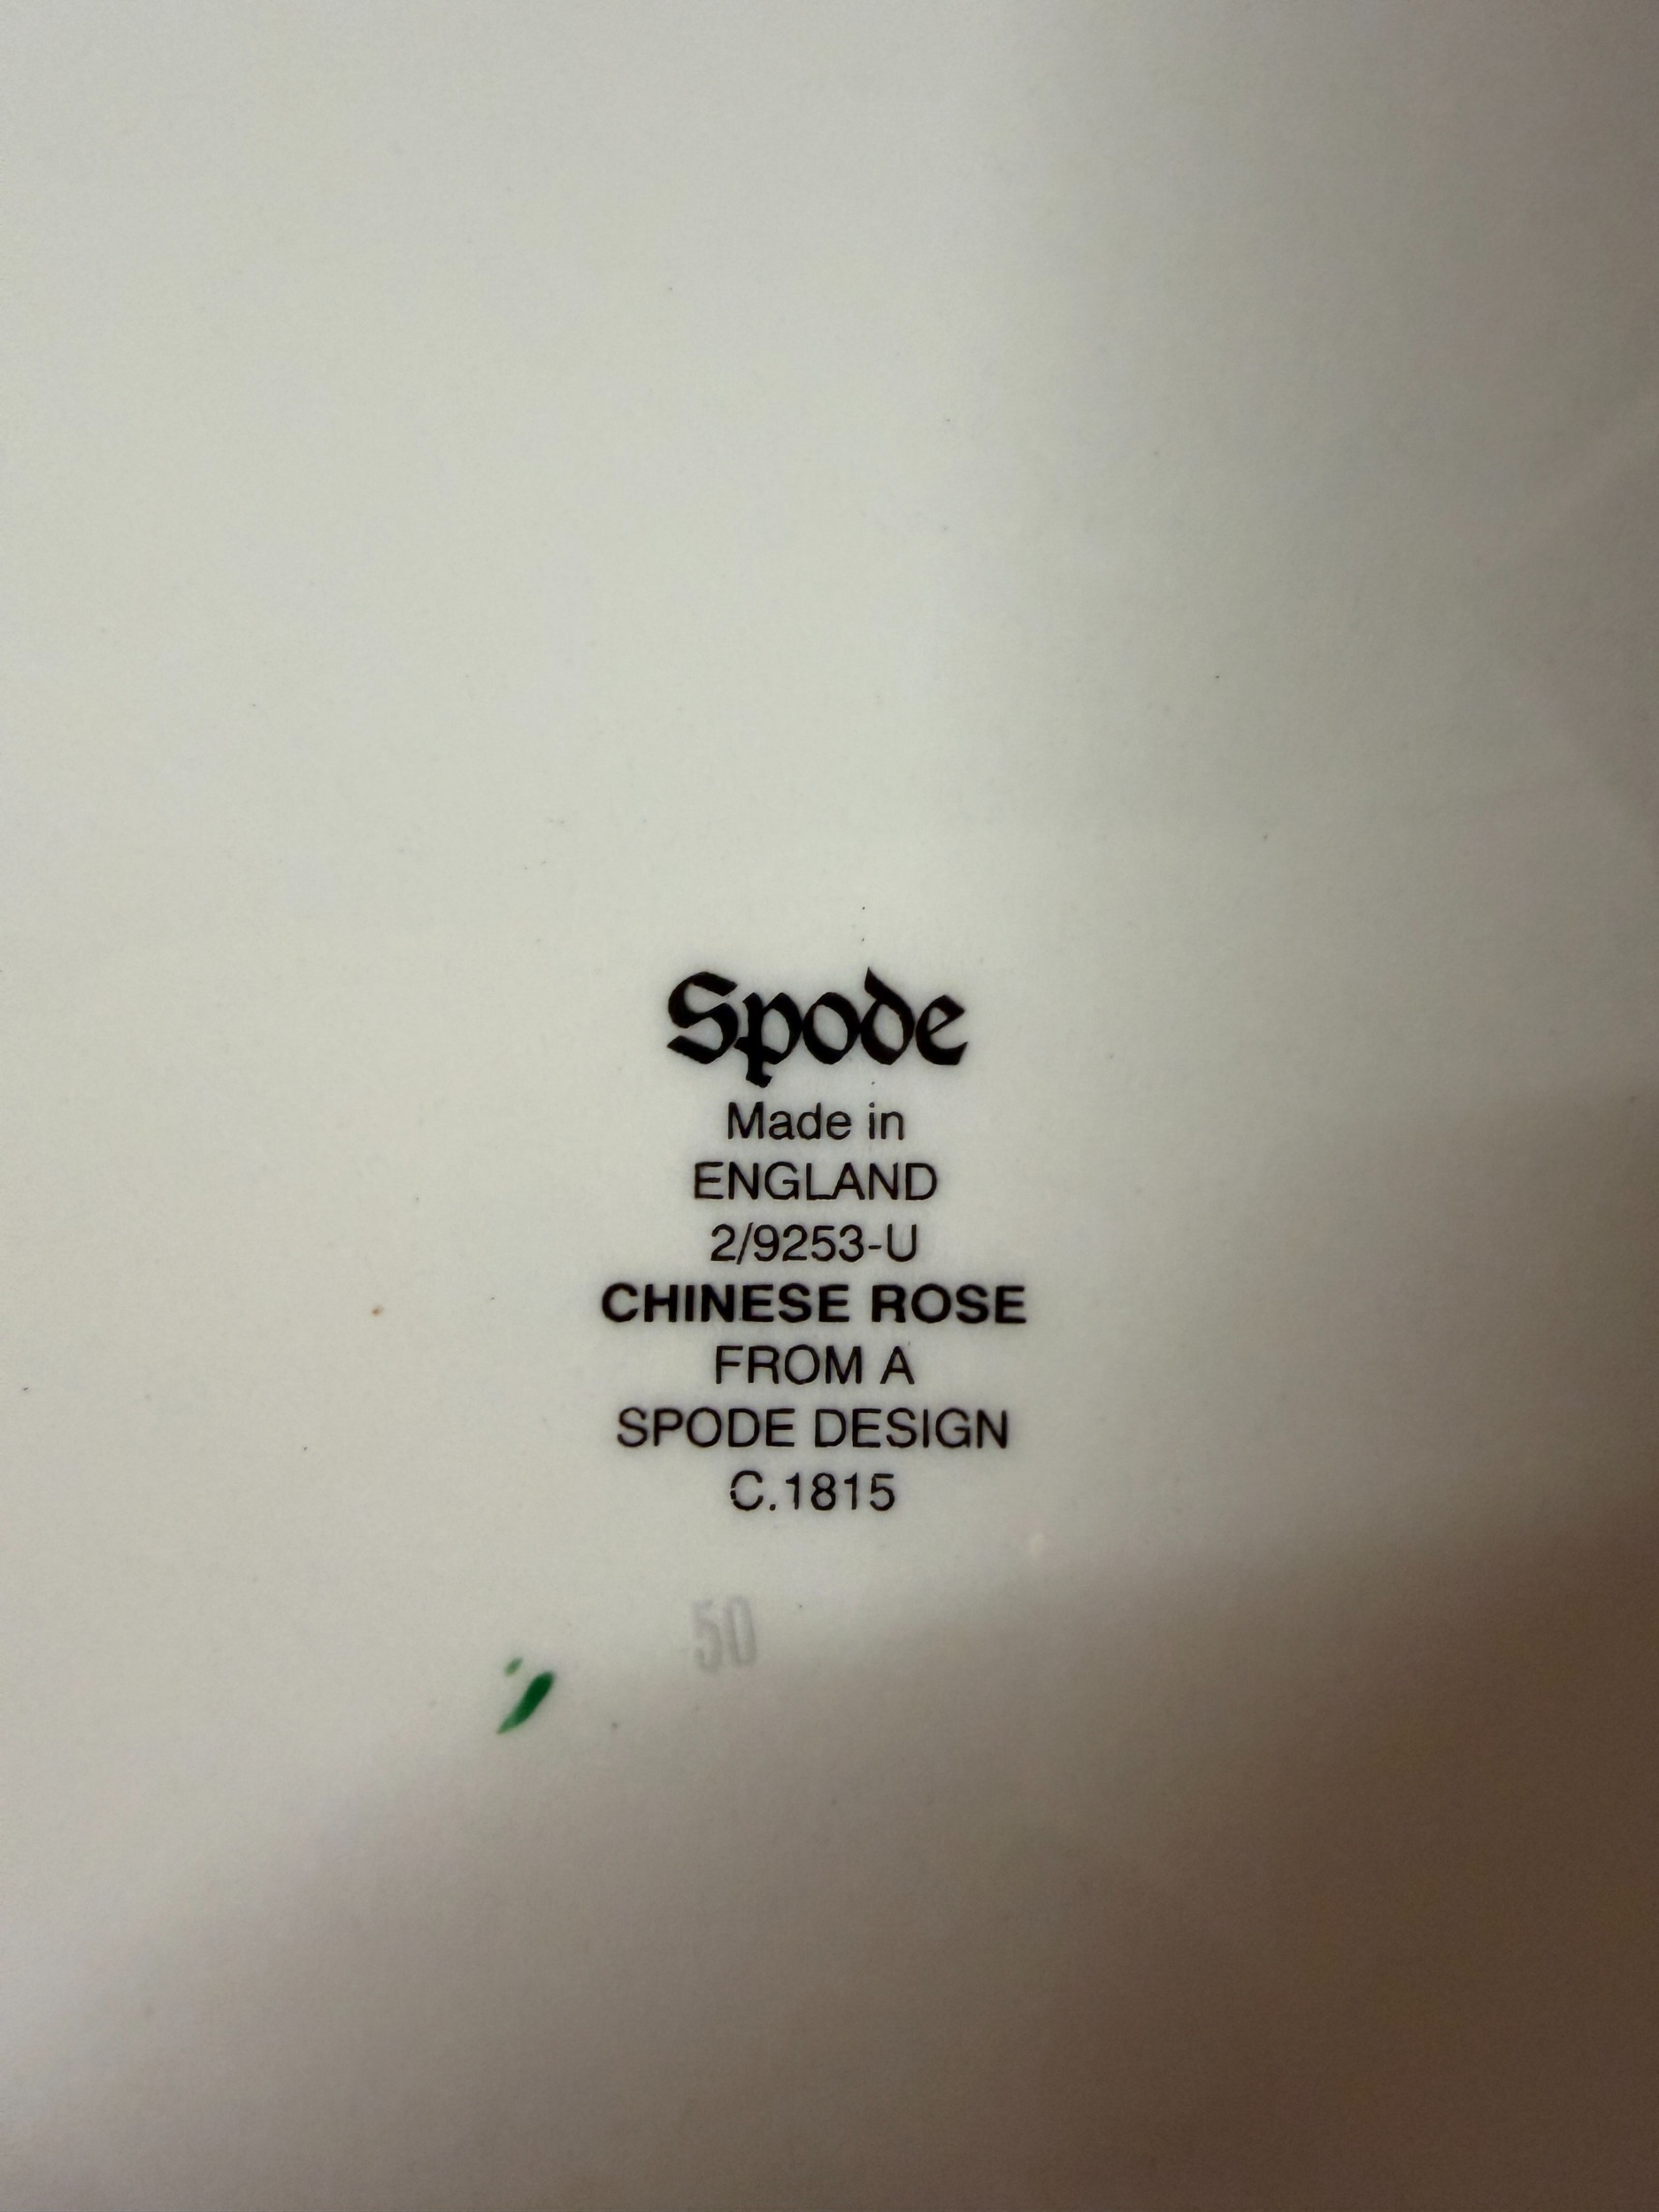 Spode
Made in
ENGLAND
2/9253-U
CHINESE ROSE
FROM A
SPODE DESIGN
C.1815
50